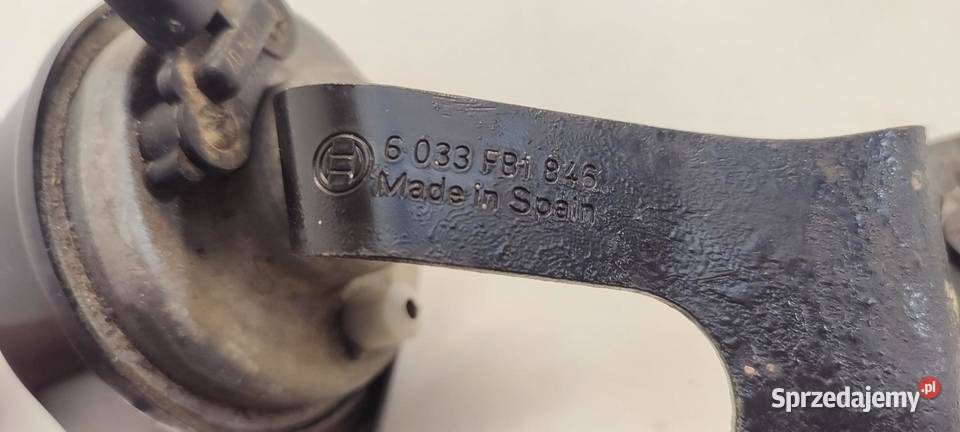 6 033 FB1 846
Made in Spain
Sprzedajemy.pl